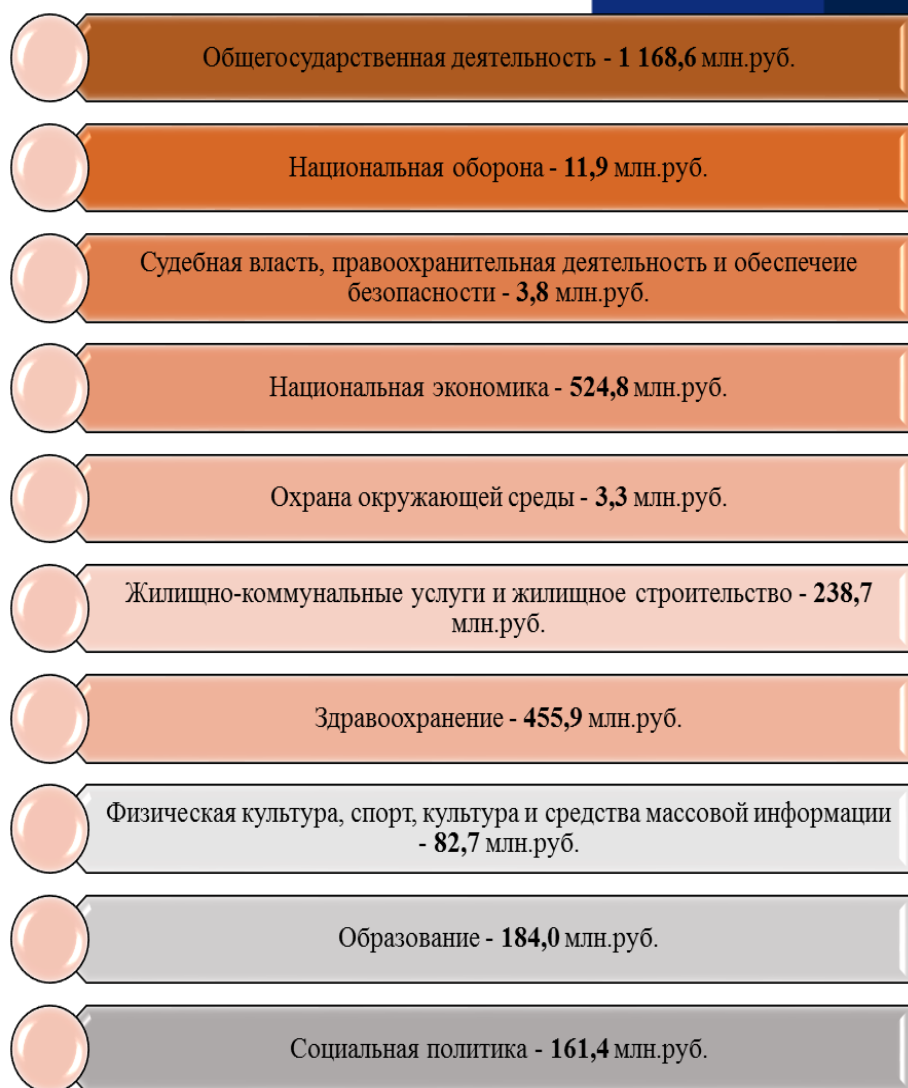 Общегосударственная деятельность - 1 168,6 млн.руб.
Национальная оборона - 11,9 млн.руб.
Судебная власть, правоохранительная деятельность и обеспечеие
безопасности - 3,8 млн.руб.
Национальная экономика - 524,8 млн.руб.
Охрана окружающей среды - 3,3 млн.руб.
Жилищно-коммунальные услуги и жилищное строительство - 238,7
млн.руб.
Здравоохранение - 455,9 млн.руб.
Физическая культура, спорт, культура и средства массовой информации
- 82,7 млн.руб.
Образование - 184,0 млн.руб.
Социальная политика - 161,4 млн.руб.